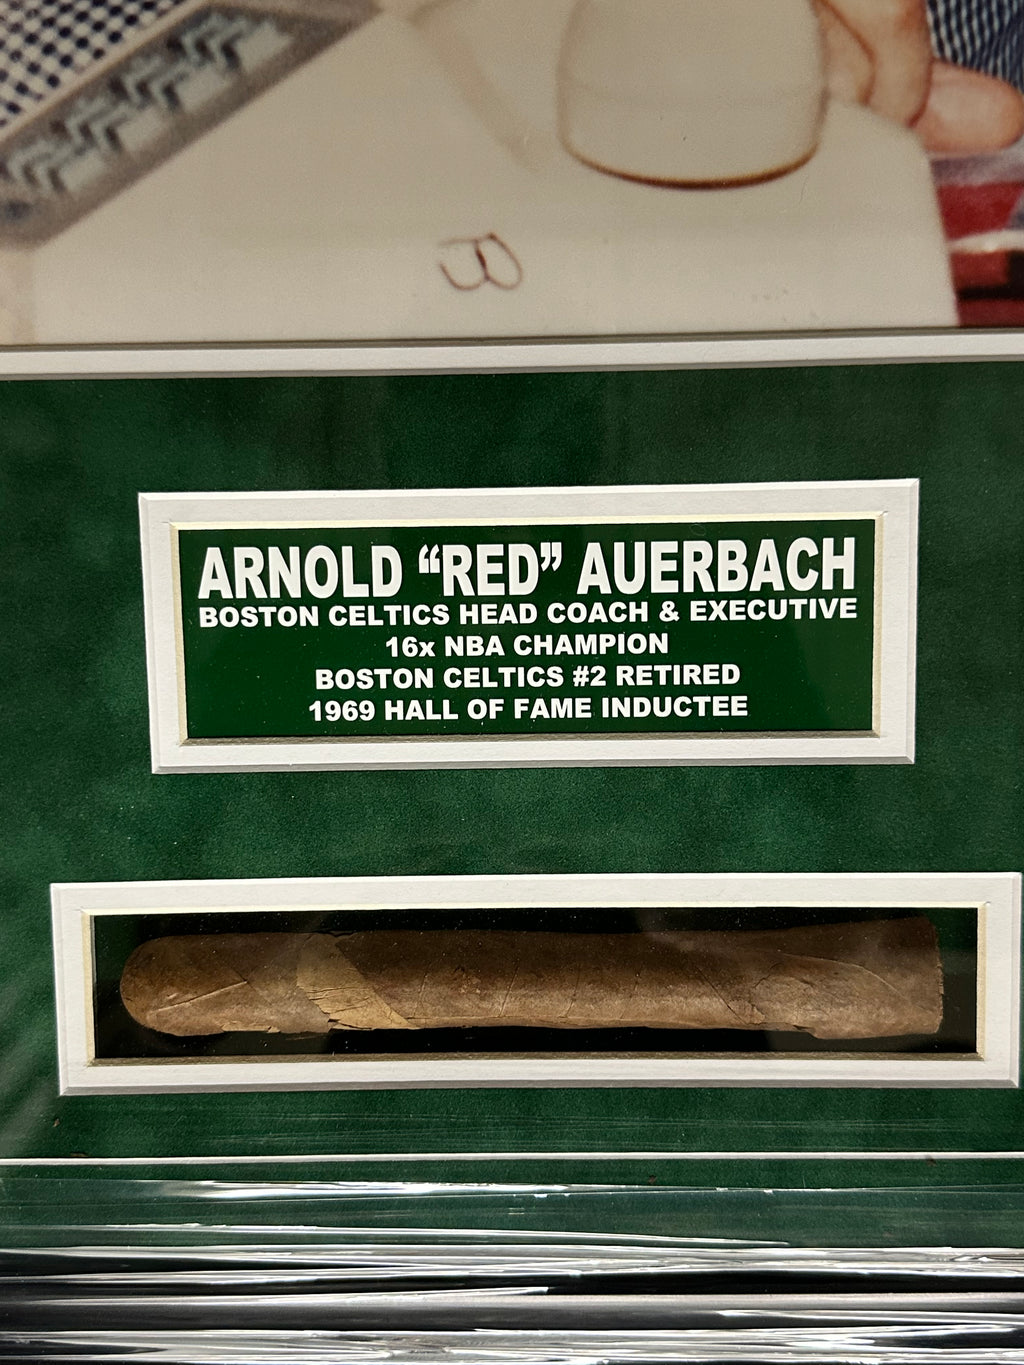 ARNOLD “RED” AUERBACH
BOSTON CELTICS HEAD COACH & EXECUTIVE
16x NBA CHAMPION
BOSTON CELTICS #2 RETIRED
1969 HALL OF FAME INDUCTEE